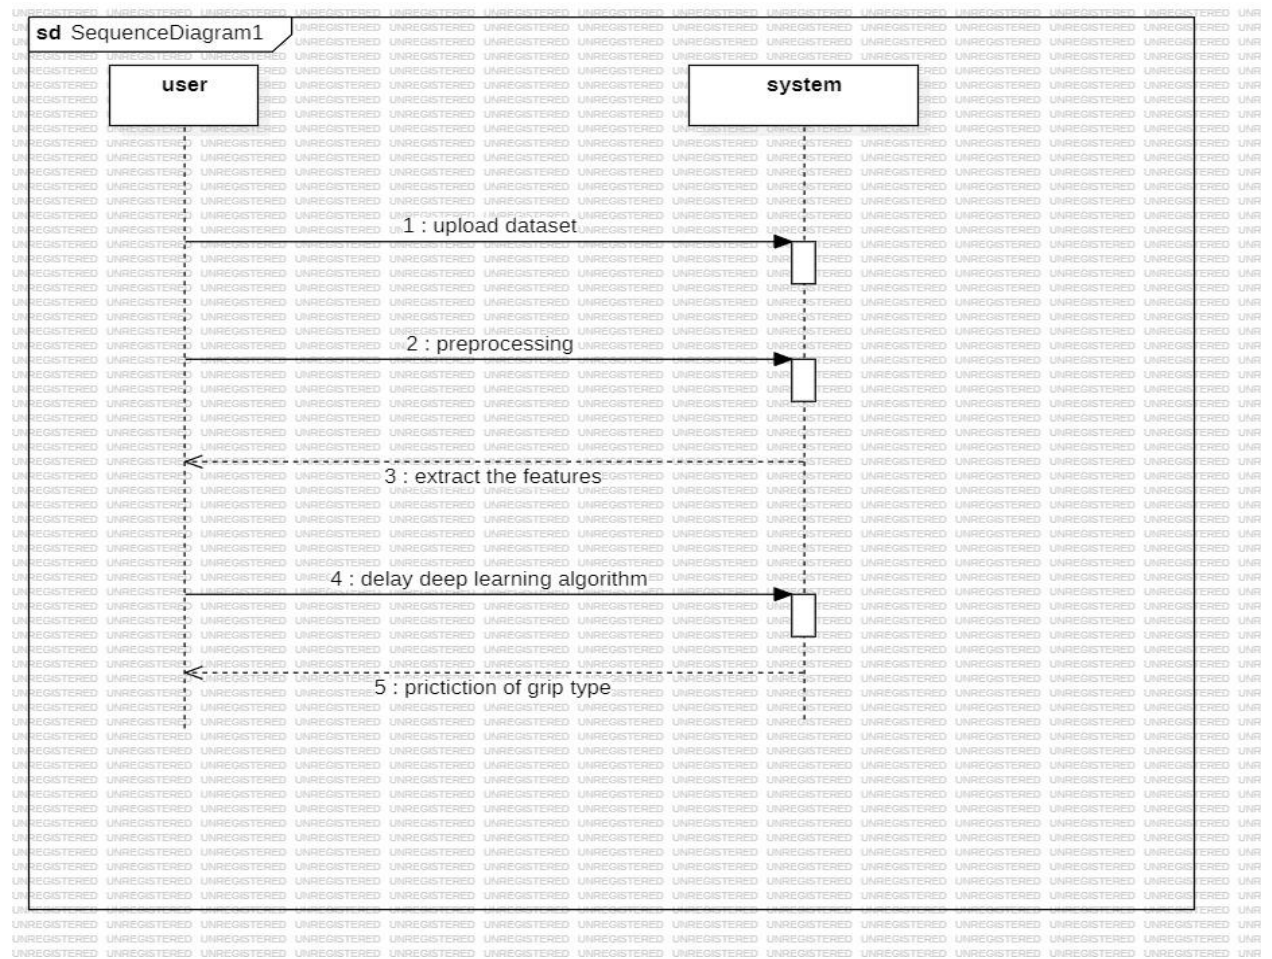 sd SequenceDiagram1
user
system
1 : upload dataset
2 : preprocessing
3 : extract the features
4 : delay deep learning algorithm
5 : prictiction of grip type
UNREGISTERED